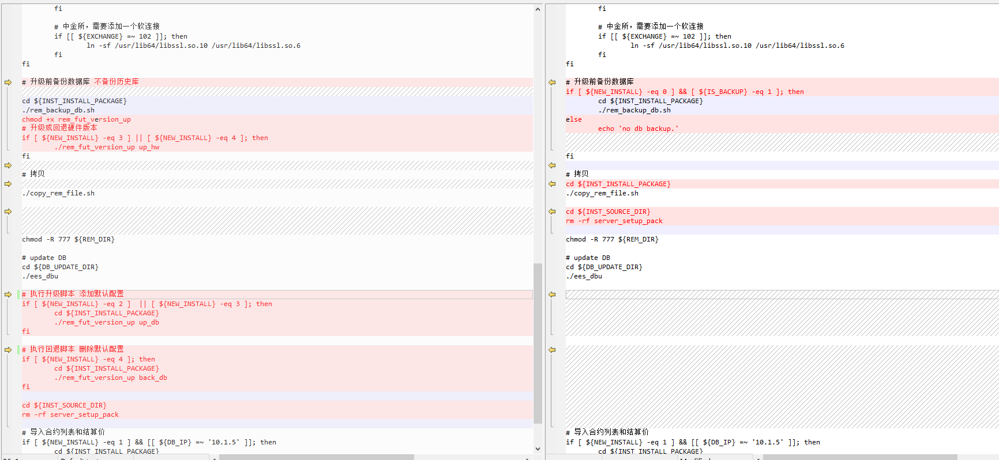 fi
# 中金所，需要添加一个软连接
if [[ ${EXCHANGE} =~ 102 ]]; then
ln -sf /usr/lib64/libssl.so.10 /usr/lib64/libssl.so.6
fi
fi
# 升级前备份数据库 不备份历史库
cd ${INST_INSTALL_PACKAGE}
./rem_backup_db.sh
chmod +x rem_fut_version_up
# 升级或回退硬件版本
if [ ${NEW_INSTALL} -eq 3 ] || [ ${NEW_INSTALL} -eq 4 ]; then
./rem_fut_version_up up_hw
fi
# 拷贝
./copy_rem_file.sh
chmod -R 777 ${REM_DIR}
# update DB
cd ${DB_UPDATE_DIR}
./ees_dbu
# 执行升级脚本 添加默认配置
if [ ${NEW_INSTALL} -eq 2 ]  || [ ${NEW_INSTALL} -eq 3 ]; then
cd ${INST_INSTALL_PACKAGE}
./rem_fut_version_up up_db
fi
# 执行回退脚本 删除默认配置
if [ ${NEW_INSTALL} -eq 4 ]; then
cd ${INST_INSTALL_PACKAGE}
./rem_fut_version_up back_db
fi
cd ${INST_SOURCE_DIR}
rm -rf server_setup_pack
# 导入合约列表和结算价
if [ ${NEW_INSTALL} -eq 1 ] && [[ ${DB_IP} =~ '10.1.5' ]]; then
cd ${INST_INSTALL_PACKAGE}
fi
# 中金所，需要添加一个软连接
if [[ ${EXCHANGE} =~ 102 ]]; then
ln -sf /usr/lib64/libssl.so.10 /usr/lib64/libssl.so.6
fi
fi
# 升级前备份数据库
if [ ${NEW_INSTALL} -eq 0 ] && [ ${IS_BACKUP} -eq 1 ]; then
cd ${INST_INSTALL_PACKAGE}
./rem_backup_db.sh
else
echo 'no db backup.'
fi
# 拷贝
cd ${INST_INSTALL_PACKAGE}
./copy_rem_file.sh
cd ${INST_SOURCE_DIR}
rm -rf server_setup_pack
chmod -R 777 ${REM_DIR}
# update DB
cd ${DB_UPDATE_DIR}
./ees_dbu
# 导入合约列表和结算价
if [ ${NEW_INSTALL} -eq 1 ] && [[ ${DB_IP} =~ '10.1.5' ]]; then
cd ${INST_INSTALL_PACKAGE}